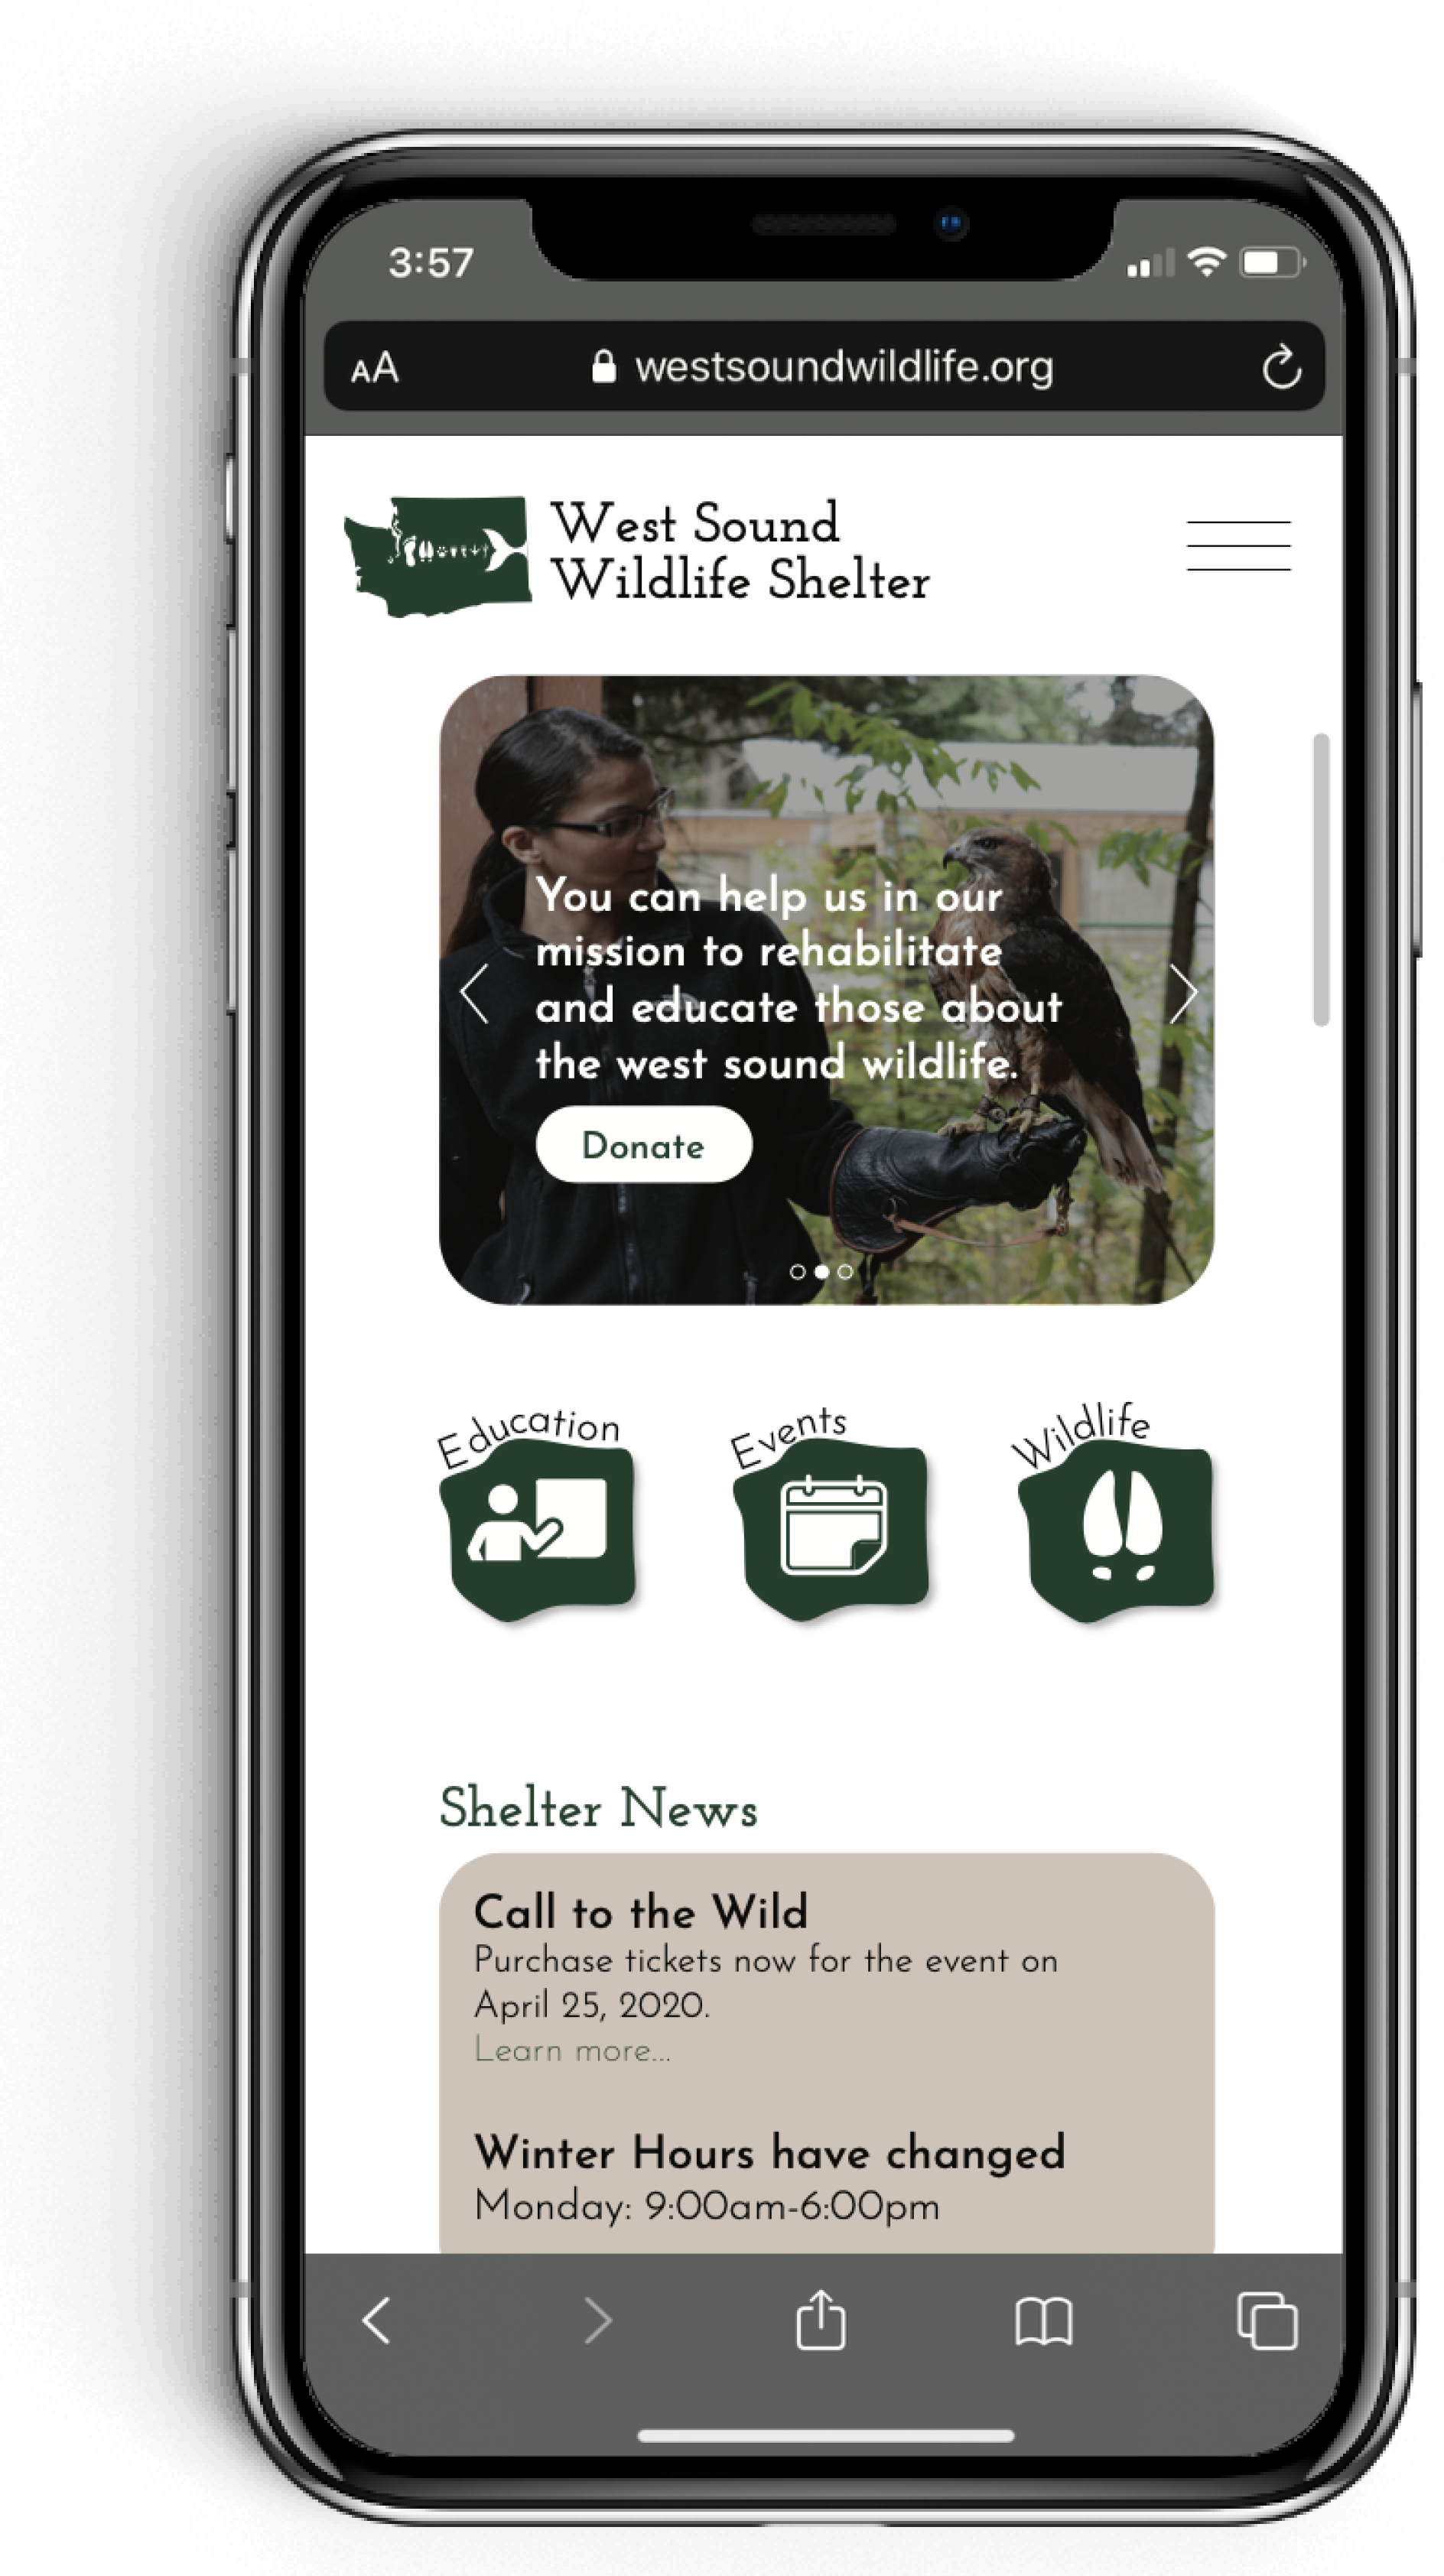 3:57
AA westsoundwildlife.org
West Sound
Wildlife Shelter
You can help us in our
mission to rehabilitate
and educate those about
the west sound wildlife.
Donate
Education Events Wildlife
Shelter News
Call to the Wild
Purchase tickets now for the event on
April 25, 2020.
Learn more...
Winter Hours have changed
Monday: 9:00am-6:00pm